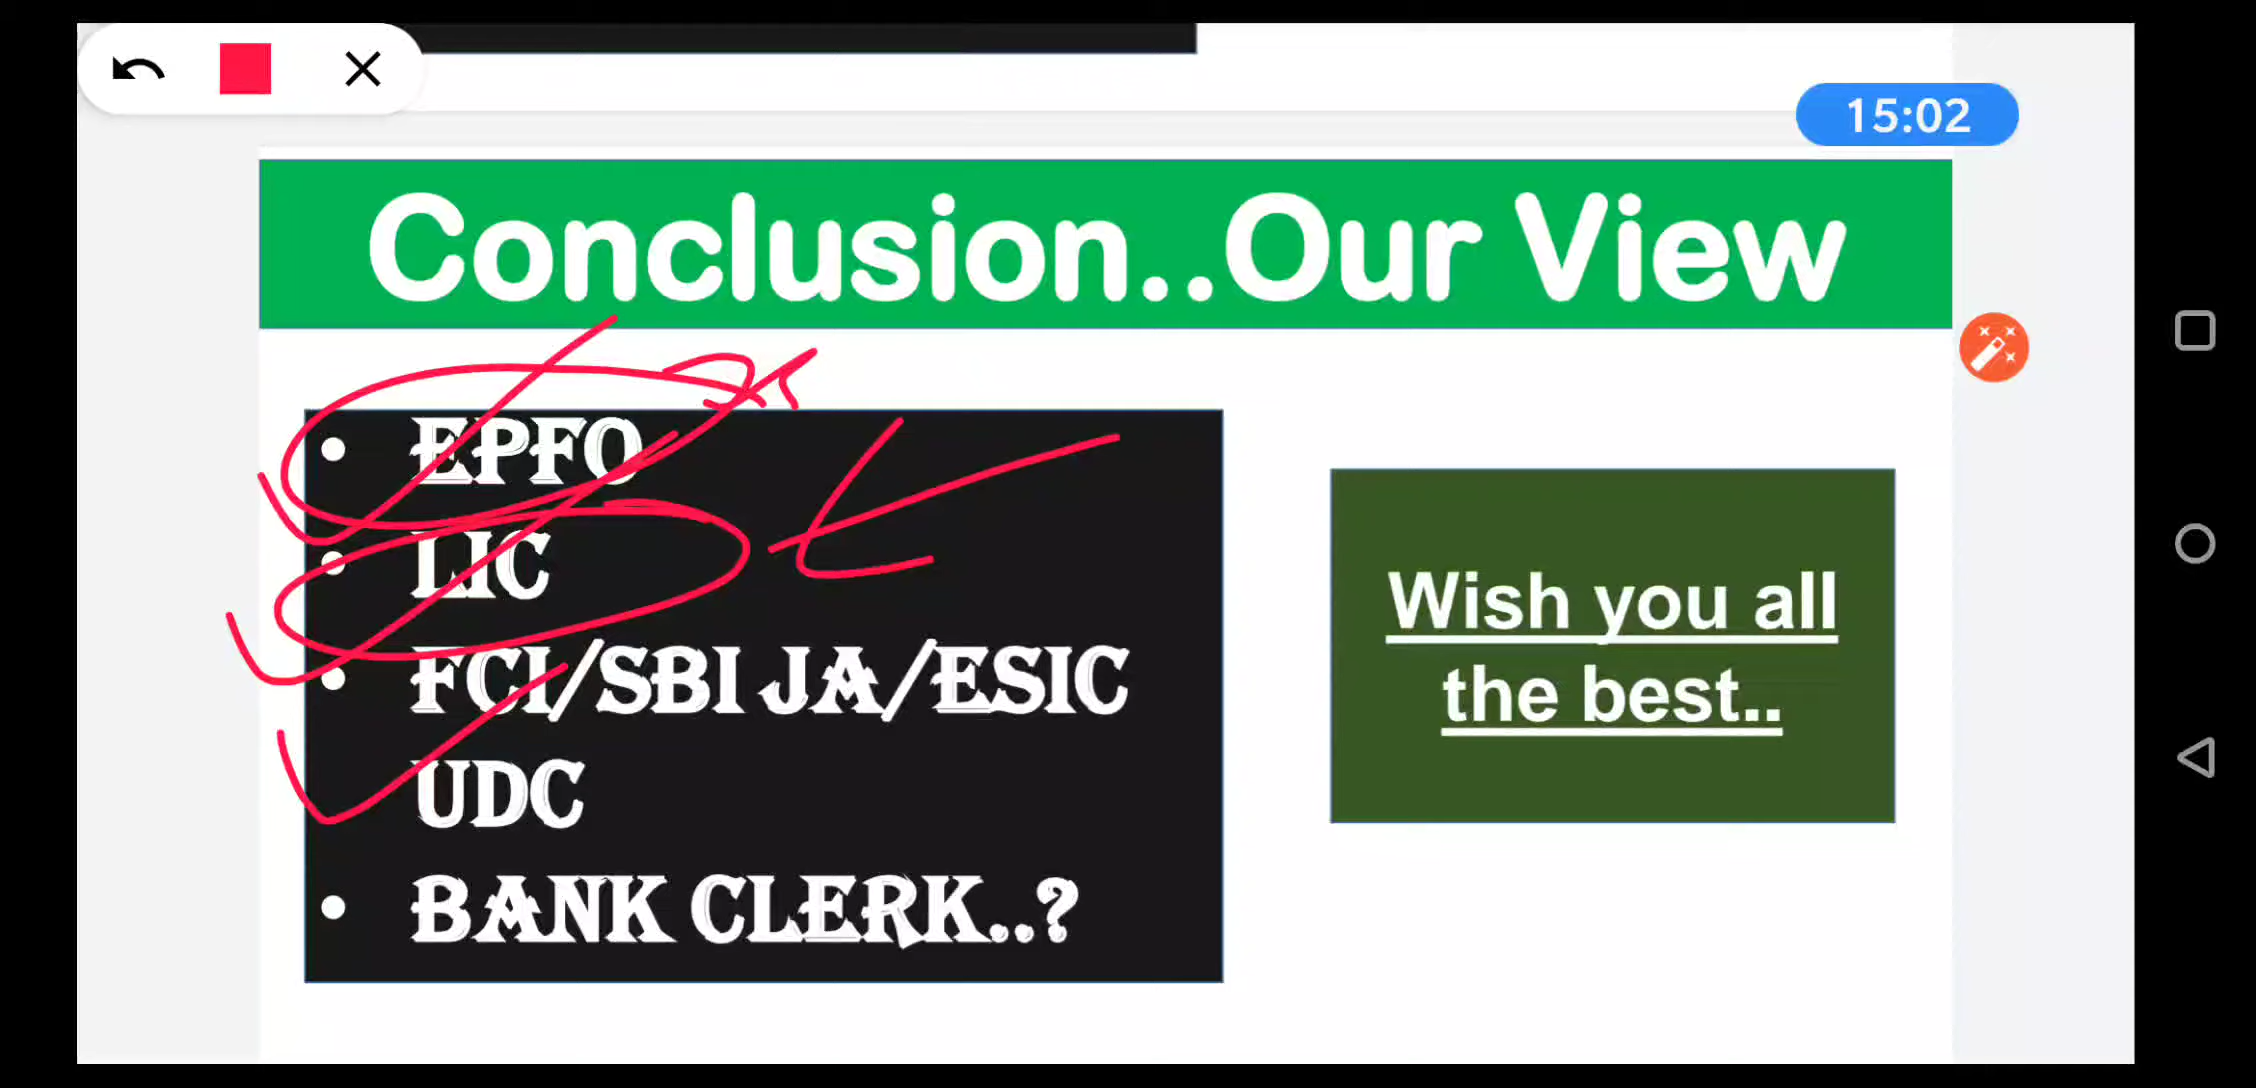 15:02
Conclusion..Our View
• EPFO
• LIC
• FCI/SBI JA/ESIC
UDC
• BANK CLERK..?
Wish you all
the best..